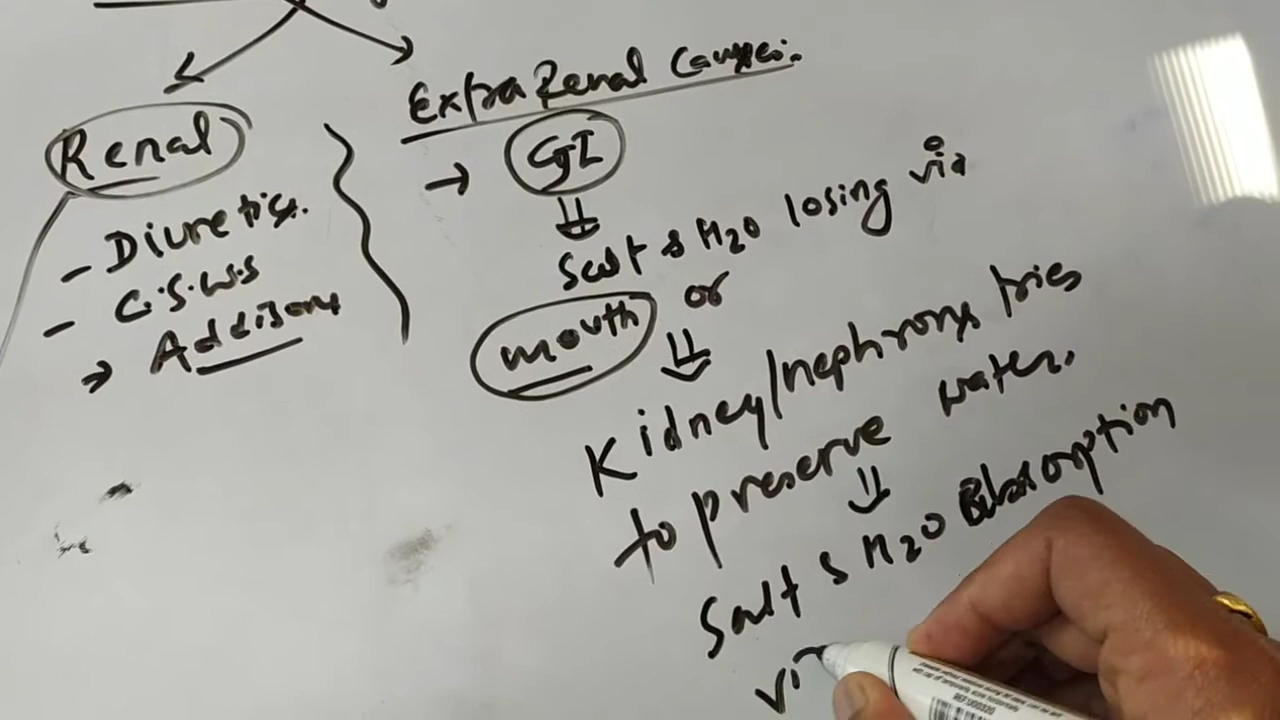 Renal
- Diuretics.
- C.S.W.S
→ Addisons
Extra Renal Causes:
→ GI
Salt & H2O losing via
mouth or
Kidney/nephrons tries
to preserve water.
Salt & H2O absorption
vi